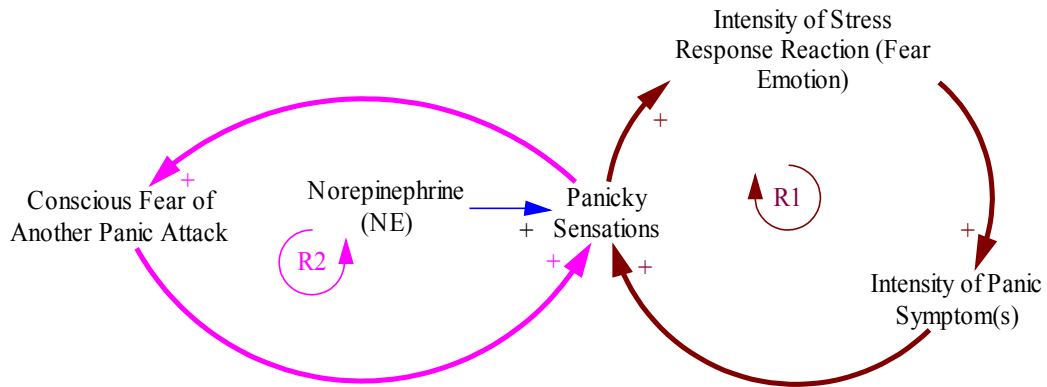 Intensity of Stress
Response Reaction (Fear
Emotion)
+
+
Conscious Fear of
Another Panic Attack
Norepinephrine
(NE)
+
Panicky
Sensations
R1
R2
+
+
+
Intensity of Panic
Symptom(s)